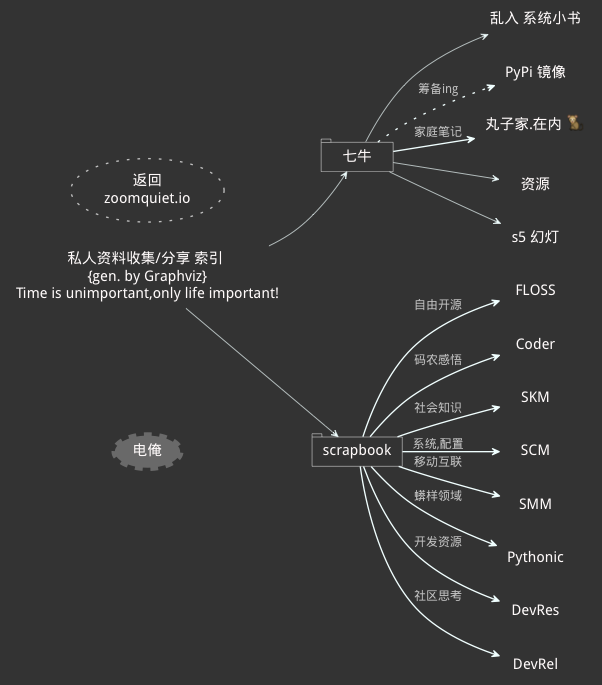 乱入 系统小书
PyPi 镜像
筹备ing
丸子家.在内
家庭笔记
七牛
返回
zoomquiet.io
资源
s5 幻灯
私人资料收集/分享 索引
{gen. by Graphviz}
Time is unimportant,only life important!
FLOSS
自由开源
Coder
码农感悟
SKM
社会知识
系统,配置
scrapbook
SCM
电俺
移动互联
SMM
蟒样领域
Pythonic
开发资源
DevRes
社区思考
DevRel